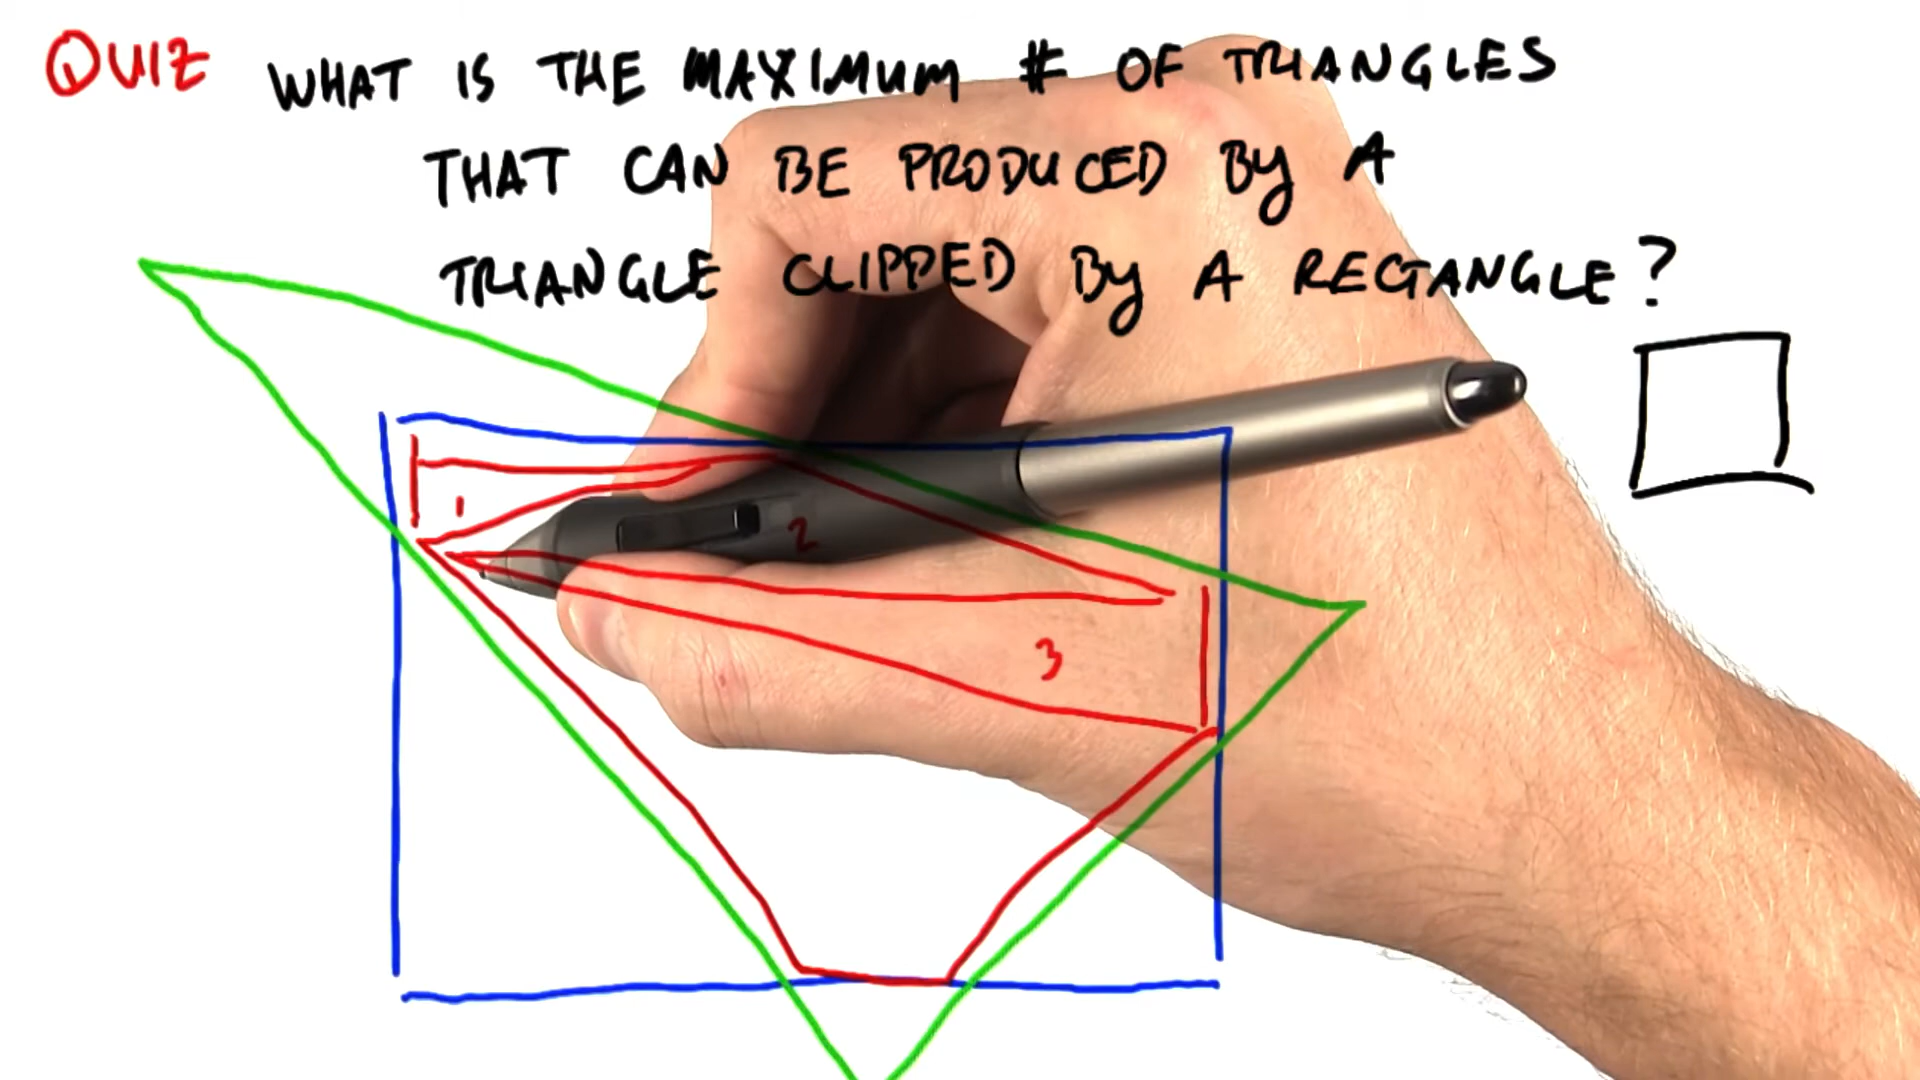 QUIZ WHAT IS THE MAXIMUM # OF TRIANGLES
THAT CAN BE PRODUCED BY A
TRIANGLE CLIPPED BY A RECTANGLE?
1
2
3